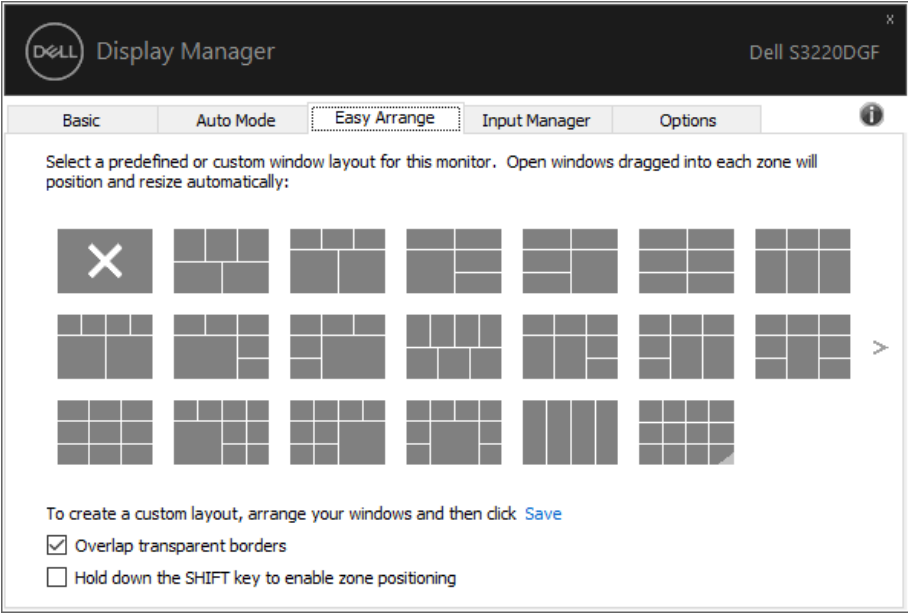 x
DELL Display Manager Dell S3220DGF
Basic Auto Mode Easy Arrange Input Manager Options
Select a predefined or custom window layout for this monitor. Open windows dragged into each zone will
position and resize automatically:
To create a custom layout, arrange your windows and then click Save
Overlap transparent borders
Hold down the SHIFT key to enable zone positioning